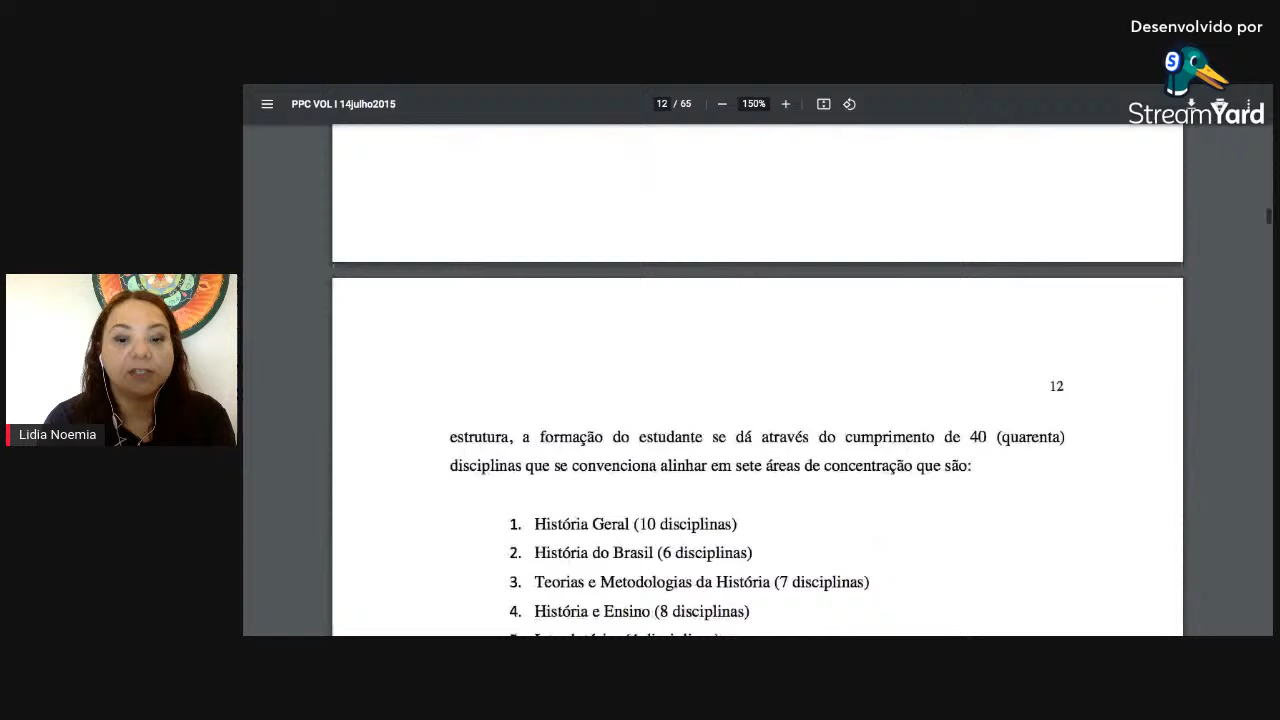 Desenvolvido por
StreamYard
PPC VOL I 14julho2015
12 / 65
150%
Lidia Noemia
12
estrutura, a formação do estudante se dá através do cumprimento de 40 (quarenta)
disciplinas que se convenciona alinhar em sete áreas de concentração que são:
1. História Geral (10 disciplinas)
2. História do Brasil (6 disciplinas)
3. Teorias e Metodologias da História (7 disciplinas)
4. História e Ensino (8 disciplinas)